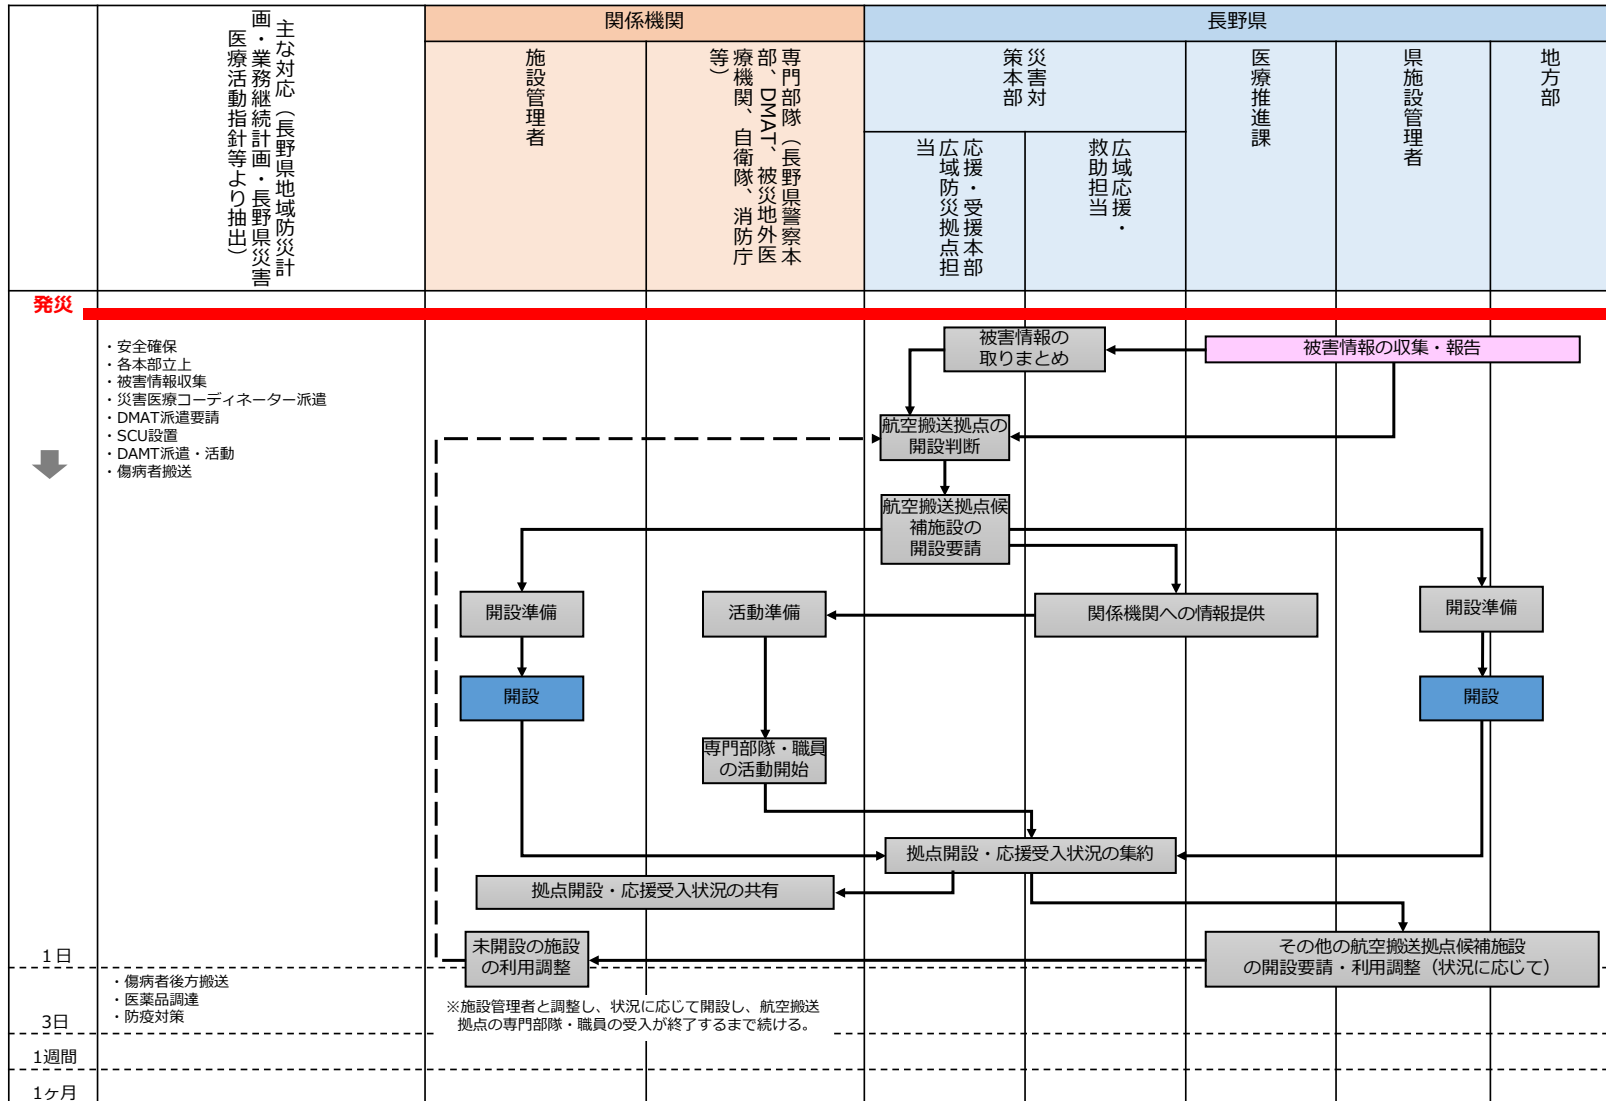 主な対応（長野県地域防災計
画・業務継続計画・長野県災害
医療活動指針等より抽出）
関係機関
長野県
施設管理者
専門部隊（長野県警察本
部、DMAT、被災地外医
療機関、自衛隊、消防庁
等）
災害対
策本部
応援・受援本部
広域防災拠点担
当
広域応援・
救助担当
医療推進課
県施設管理者
地方部
発災
・安全確保
・各本部立上
・被害情報収集
・災害医療コーディネーター派遣
・DMAT派遣要請
・SCU設置
・DAMT派遣・活動
・傷病者搬送
被害情報の
取りまとめ
被害情報の収集・報告
航空搬送拠点の
開設判断
航空搬送拠点候
補施設の
開設要請
開設準備
活動準備
関係機関への情報提供
開設準備
開設
開設
専門部隊・職員
の活動開始
拠点開設・応援受入状況の集約
拠点開設・応援受入状況の共有
未開設の施設
の利用調整
その他の航空搬送拠点候補施設
の開設要請・利用調整（状況に応じて）
1日
・傷病者後方搬送
・医薬品調達
・防疫対策
※施設管理者と調整し、状況に応じて開設し、航空搬送
拠点の専門部隊・職員の受入が終了するまで続ける。
3日
1週間
1ヶ月